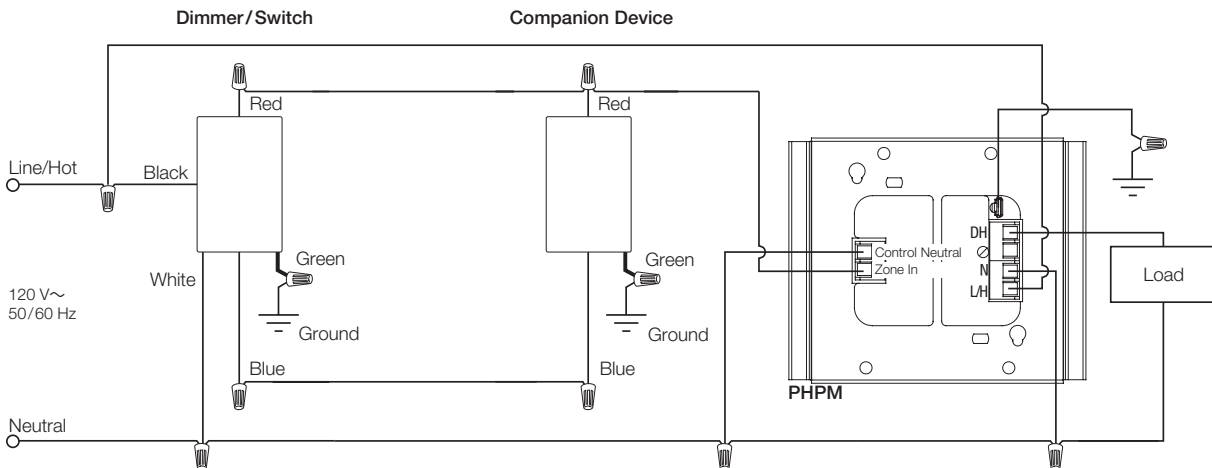 Dimmer/Switch
Companion Device
Red
Red
Line/Hot
Black
DH
Control Neutral
Green
Green
N
Zone In
Load
White
L/H
120 V~
50/60 Hz
Ground
Ground
Blue
Blue
PHPM
Neutral